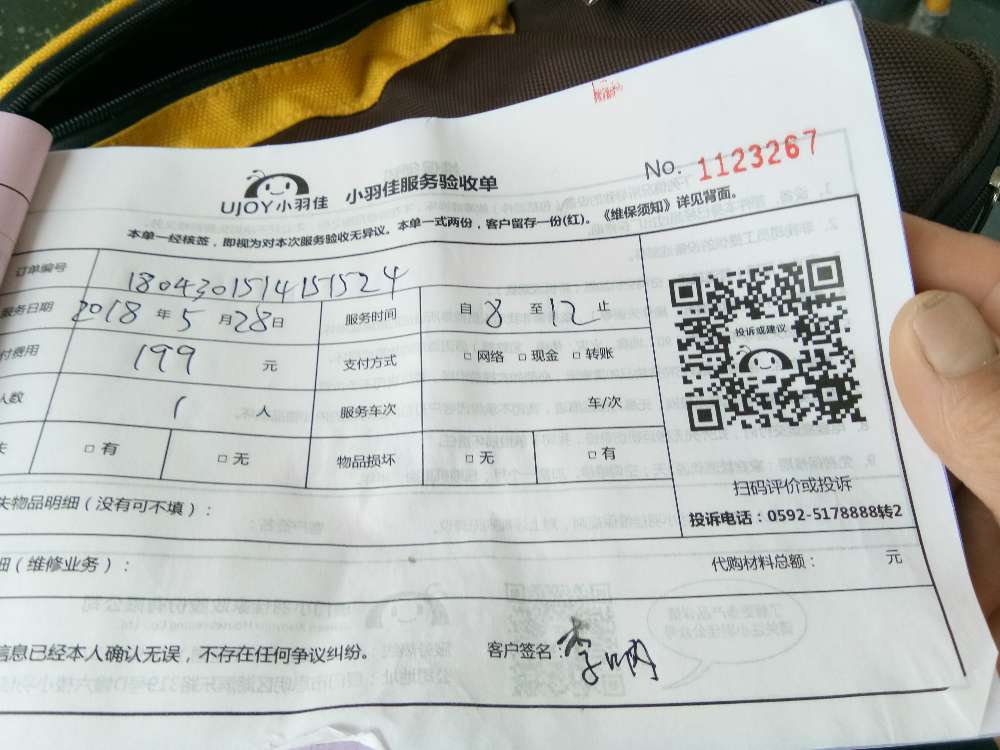 No. 1123267
UJOY小羽佳 小羽佳服务验收单
本单一经核签，即视为对本次服务验收无异议。本单一式两份，客户留存一份(红)。《维保须知》详见背面。
订单编号 1804301514151524
服务日期 2018 年 5 月 28 日 服务时间 自 8 至 12 止
付费用 199 元 支付方式 □ 网络 □ 现金 □ 转账
人数 1 人 服务车次 车/次
失 □ 有 □ 无 物品损坏 □ 无 □ 有
投诉或建议
扫码评价或投诉
投诉电话：0592-5178888转2
失物品明细（没有可不填）：
细（维修业务）： 代购材料总额： 元
信息已经本人确认无误，不存在任何争议纠纷。 客户签名：